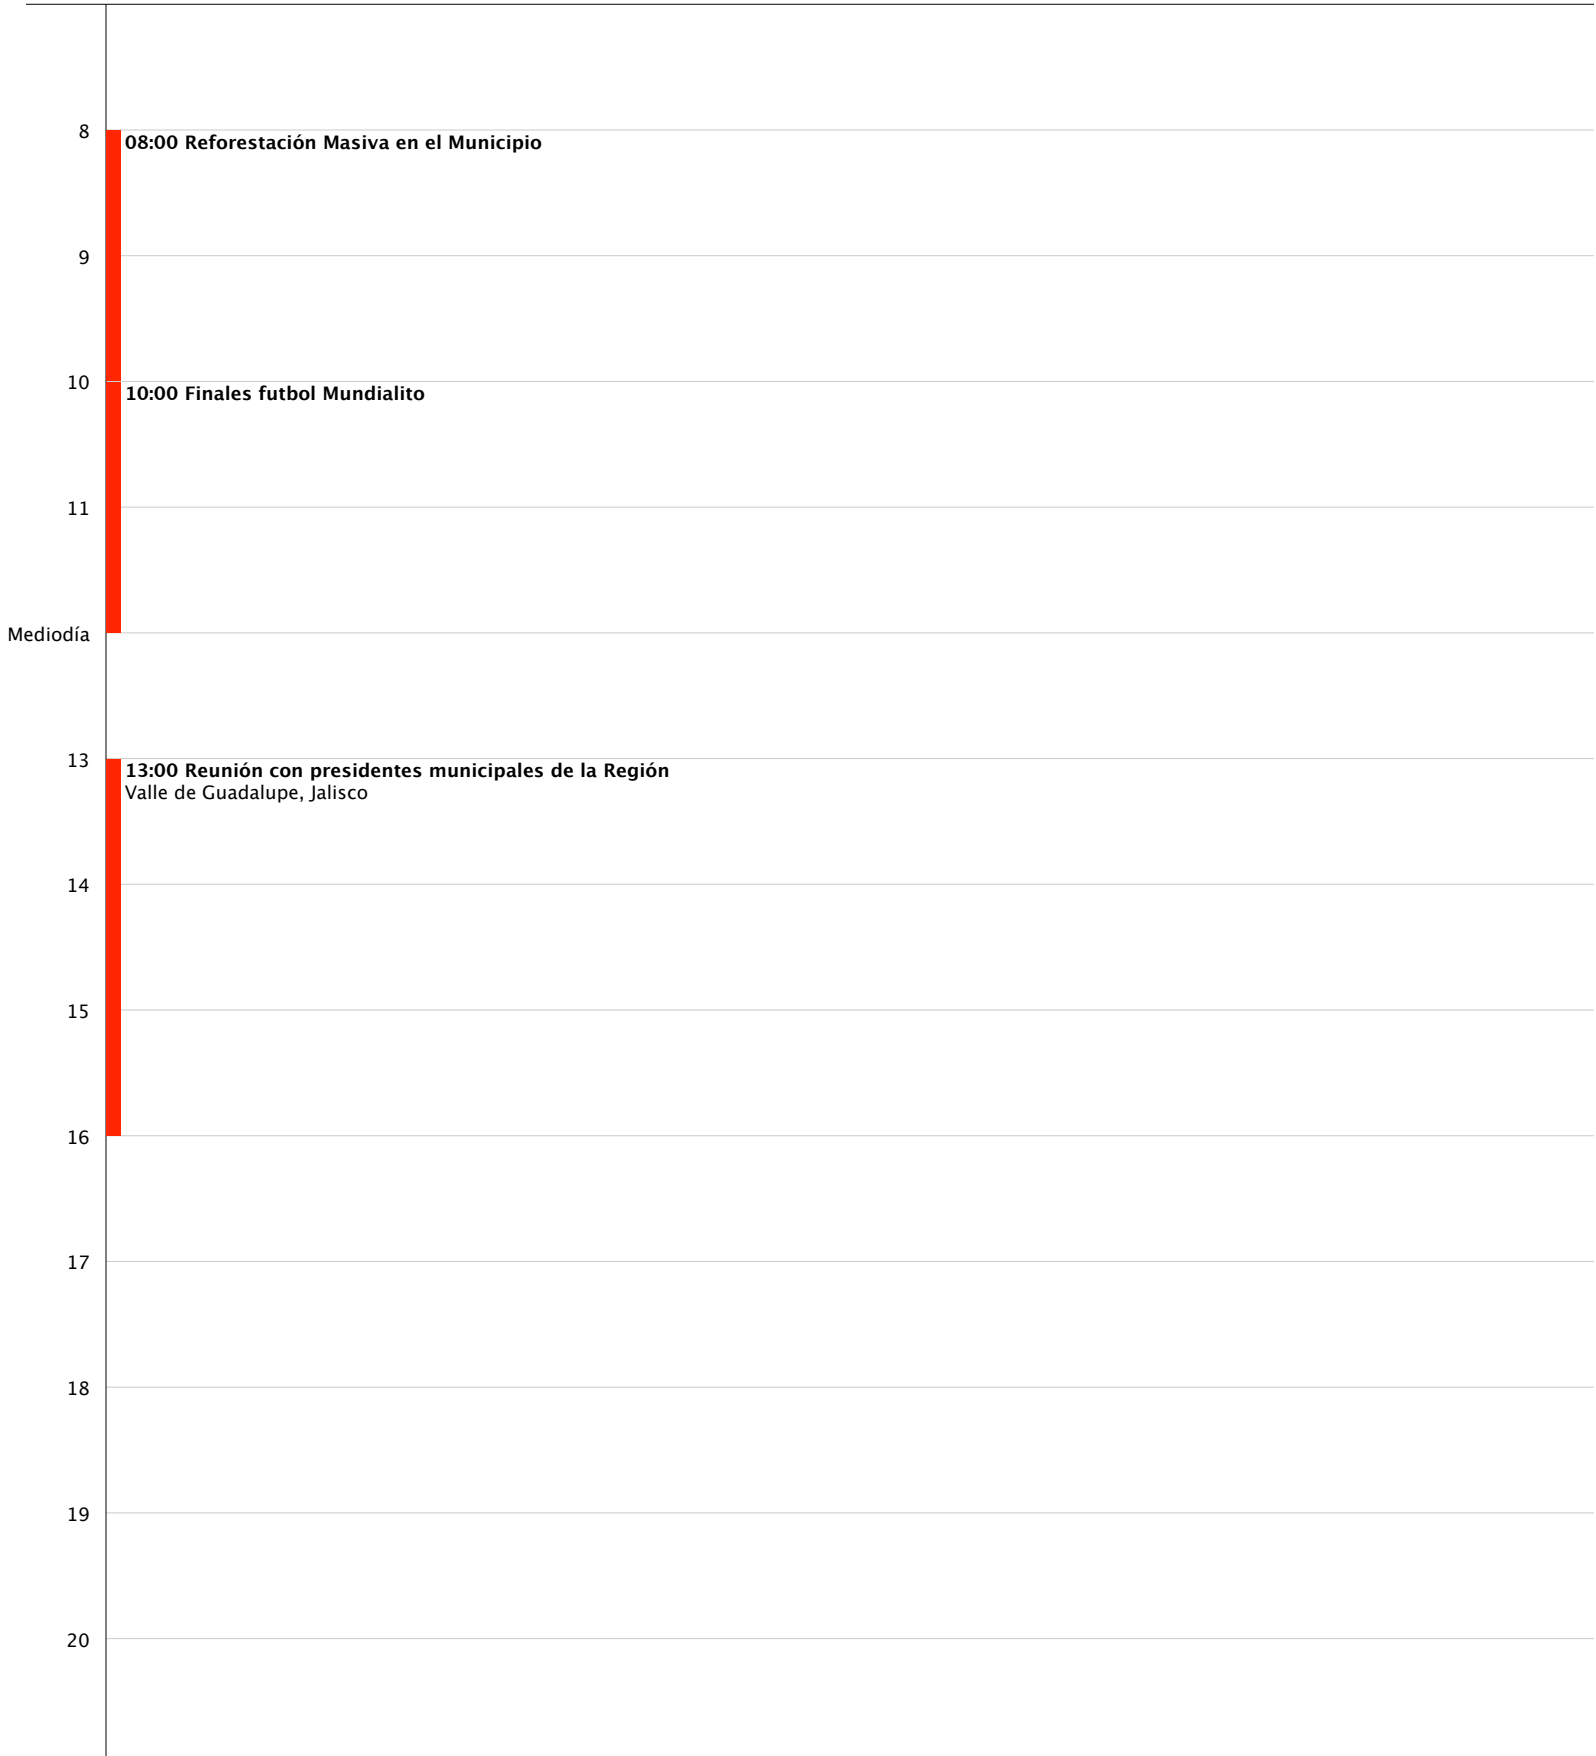 8
08:00 Reforestación Masiva en el Municipio
9
10
10:00 Finales futbol Mundialito
11
Mediodía
13
13:00 Reunión con presidentes municipales de la Región
Valle de Guadalupe, Jalisco
14
15
16
17
18
19
20